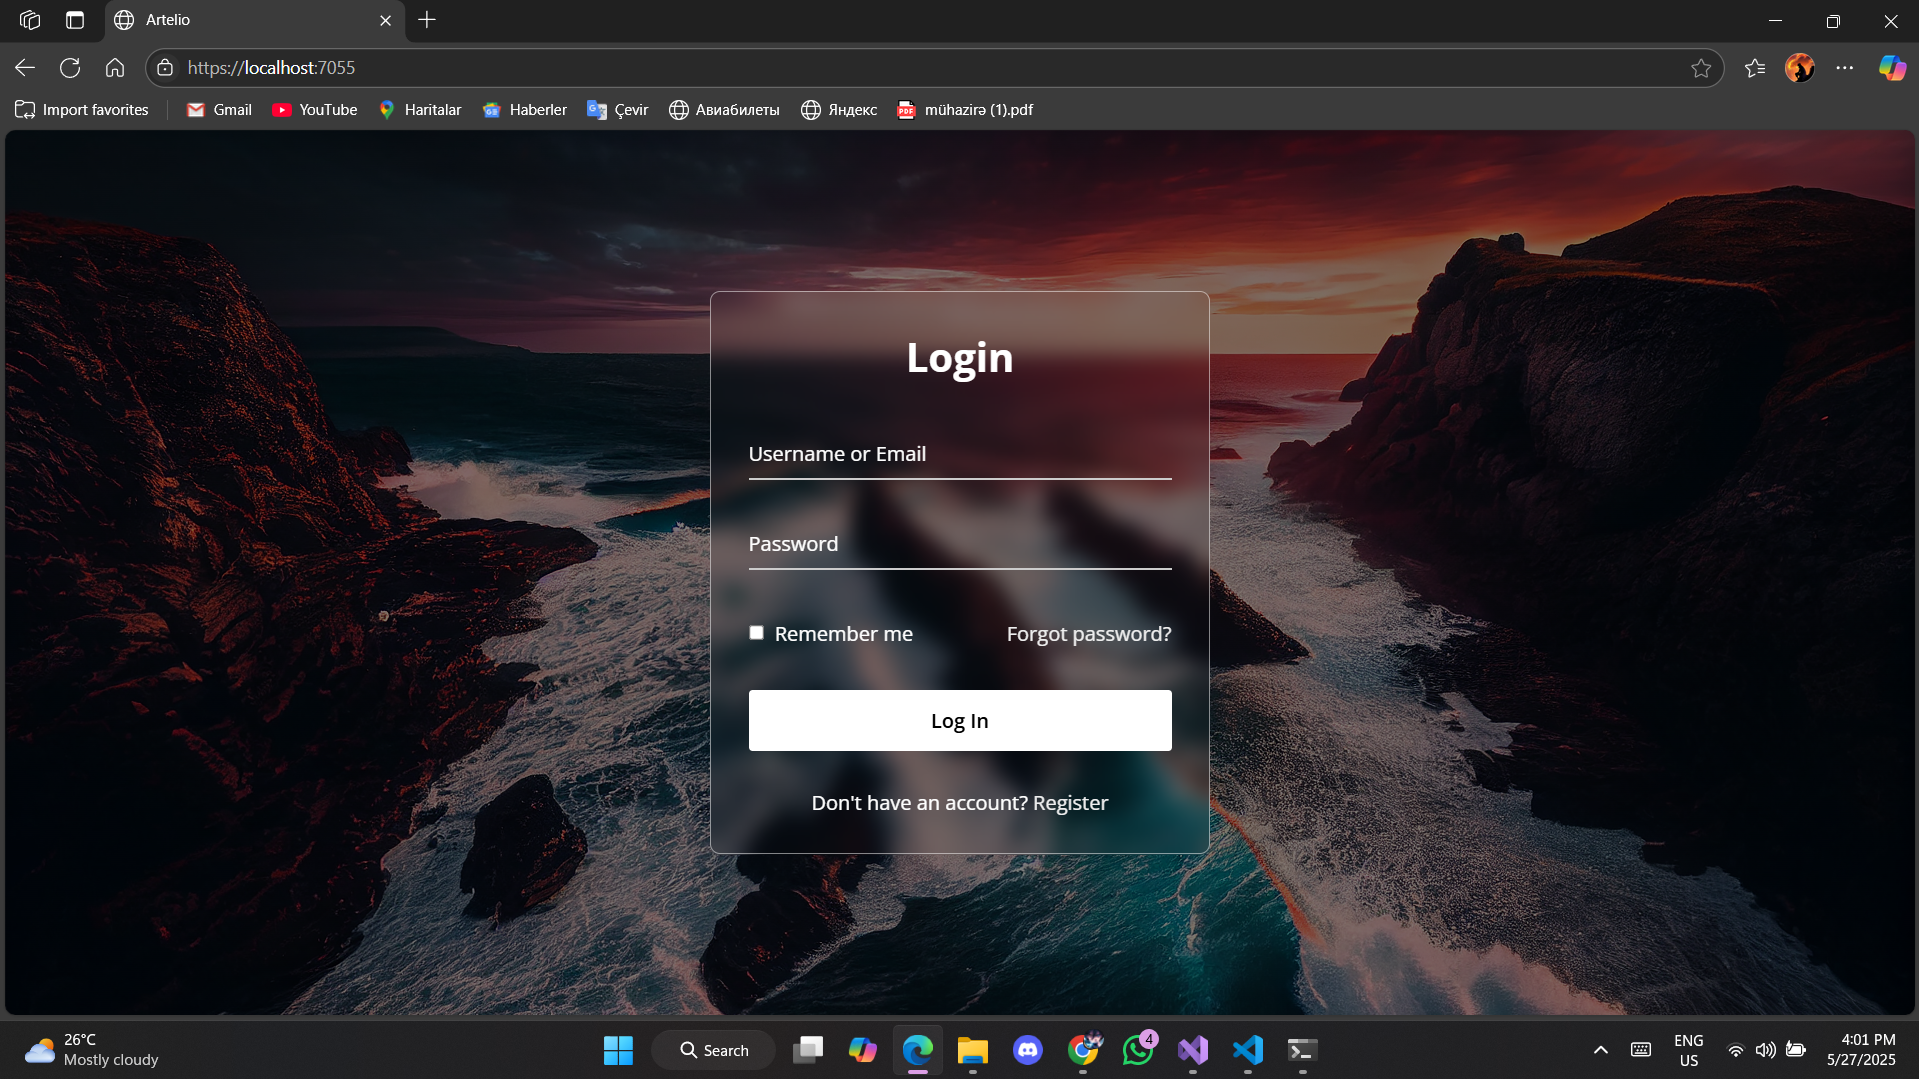 Artelio
https://localhost:7055
Import favorites
Gmail
YouTube
Haritalar
Haberler
Çevir
Авиабилеты
Яндекс
PDF
mühazirə (1).pdf
Login
Username or Email
Password
Remember me
Forgot password?
Log In
Don't have an account? Register
26°C
Mostly cloudy
Search
4
ENG
US
4:01 PM
5/27/2025